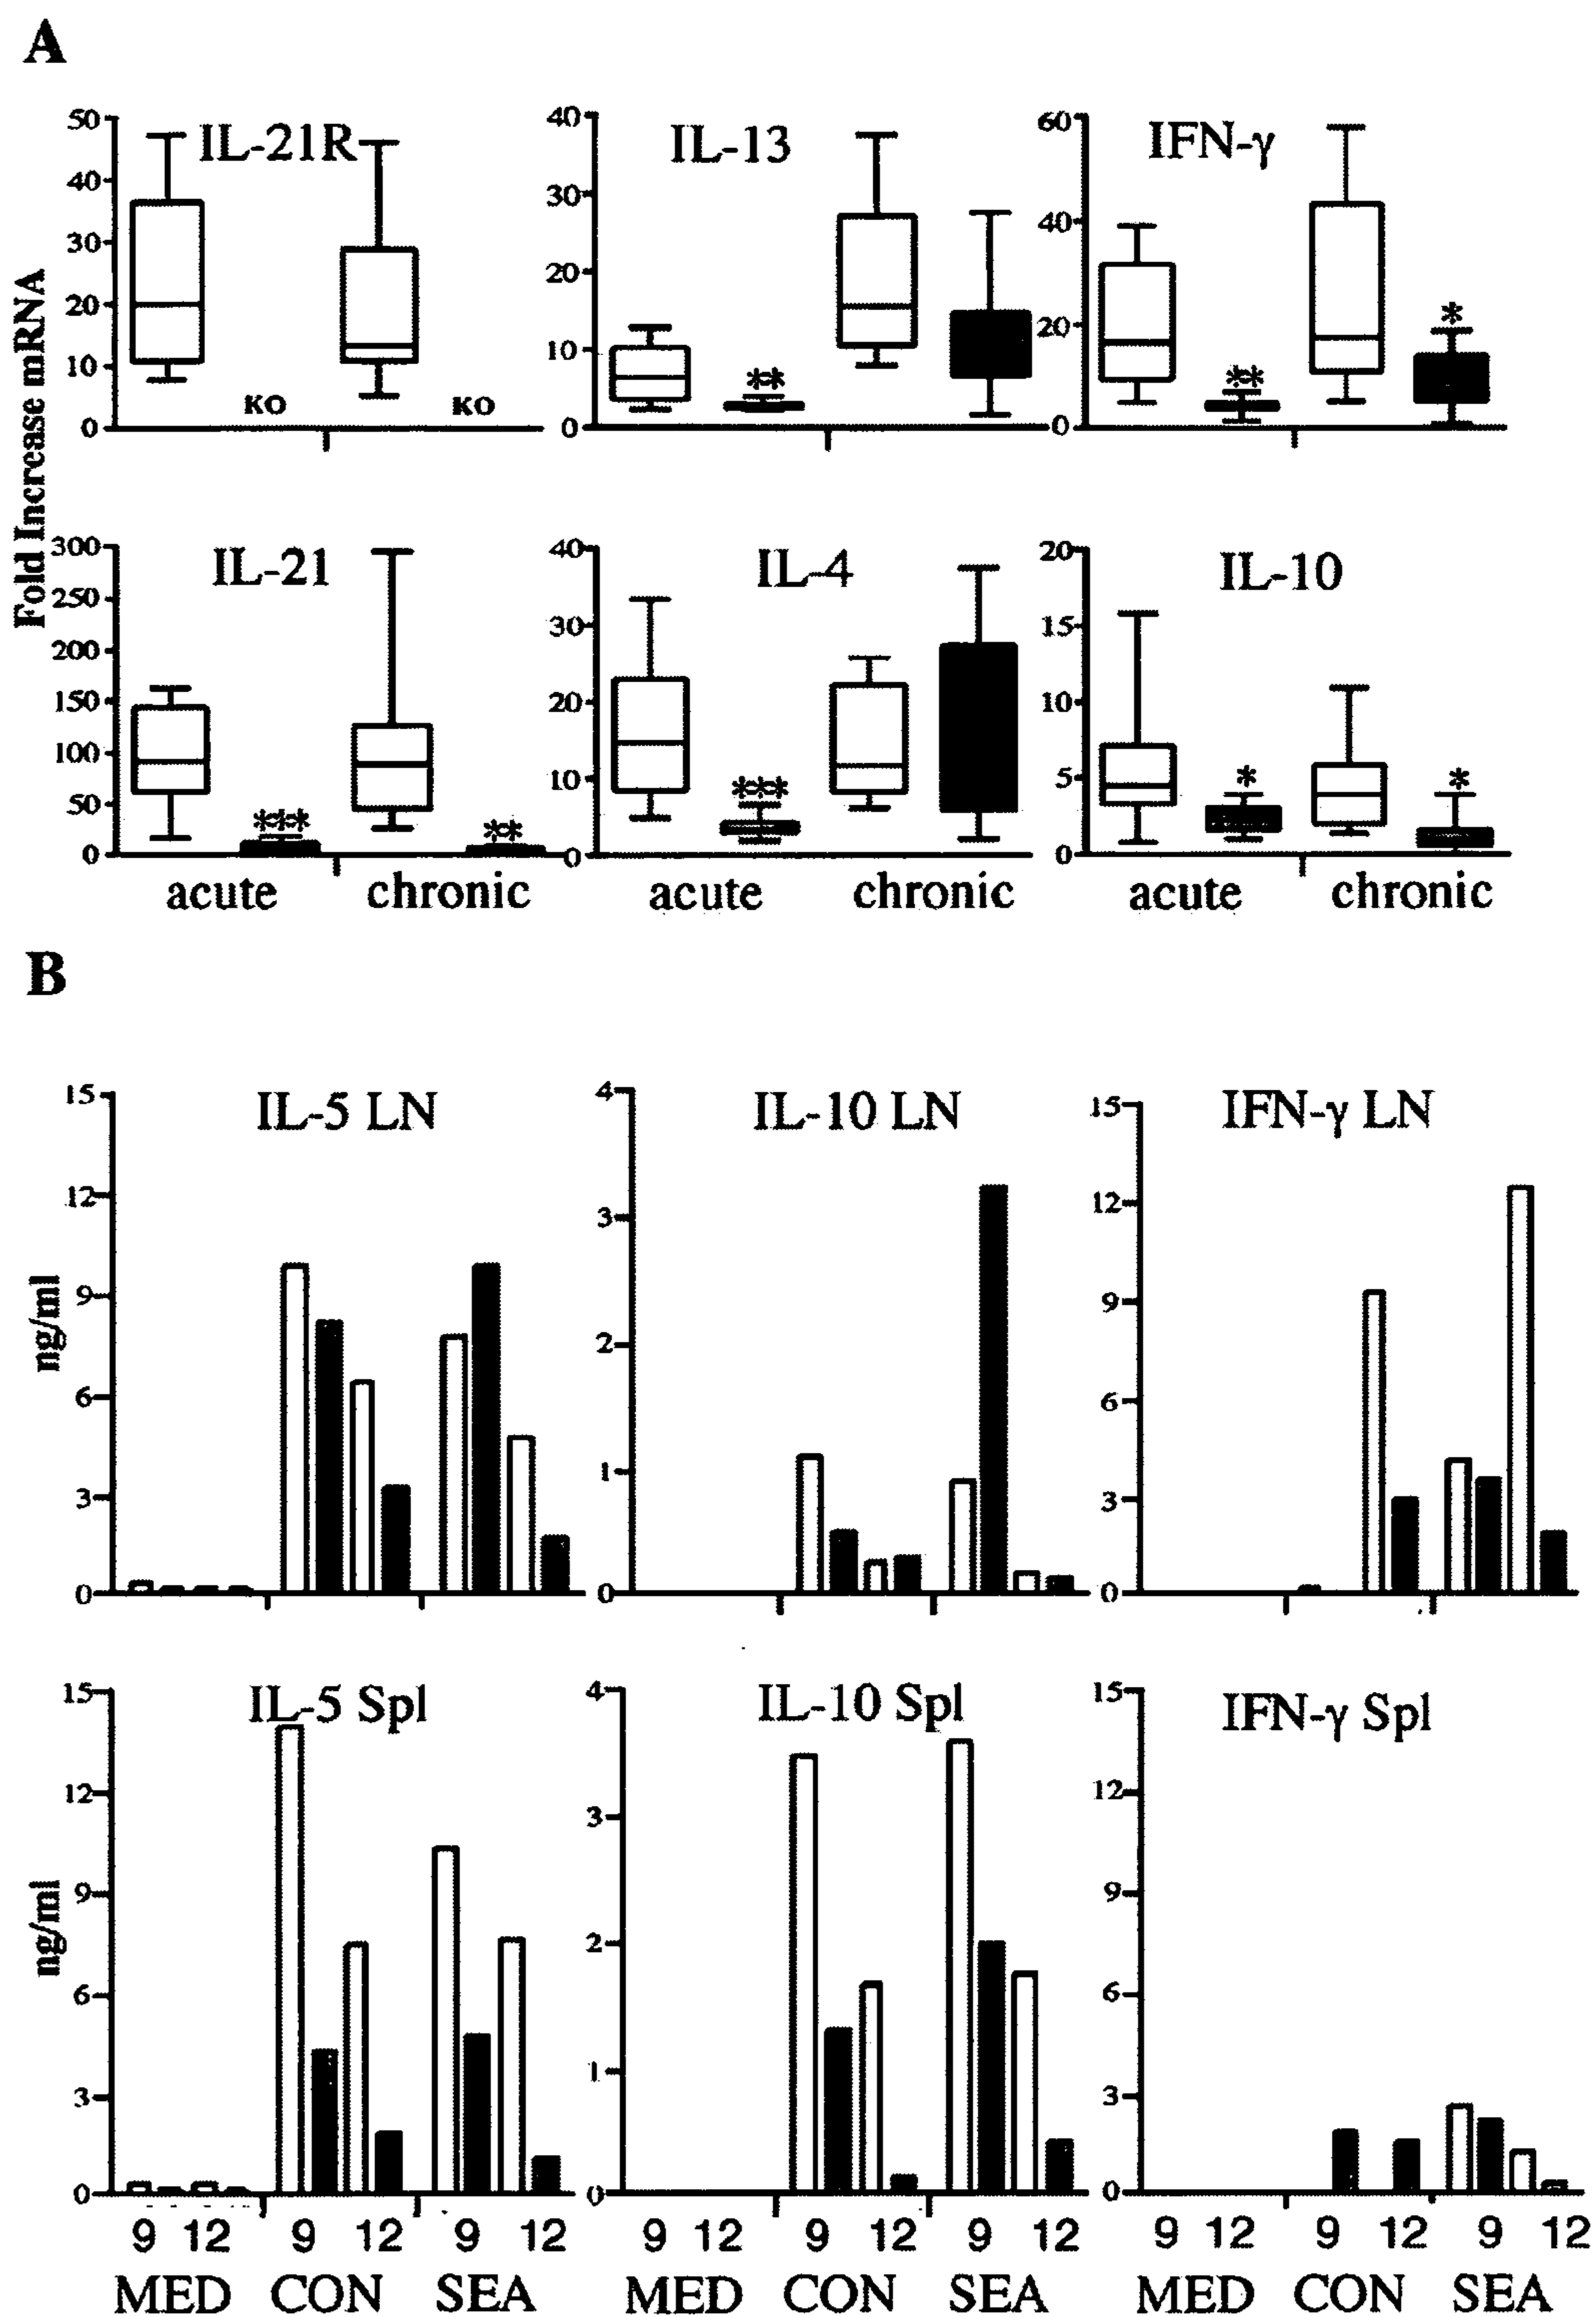 A
Fold Increase mRNA
IL-21R
50
40
30
20
10
0
KO
KO
IL-13
40
30
20
10
0
**
IFN-γ
60
40
20
0
**
*
IL-21
300
250
200
150
100
50
0
***
**
acute chronic
IL-4
40
30
20
10
0
***
acute chronic
IL-10
20
15
10
5
0
*
*
acute chronic
B
ng/ml
IL-5 LN
15
12
9
6
3
0
IL-10 LN
4
3
2
1
0
IFN-γ LN
15
12
9
6
3
0
ng/ml
IL-5 Spl
15
12
9
6
3
0
IL-10 Spl
4
3
2
1
0
IFN-γ Spl
15
12
9
6
3
0
9 12 9 12 9 12
MED CON SEA
9 12 9 12 9 12
MED CON SEA
9 12 9 12 9 12
MED CON SEA